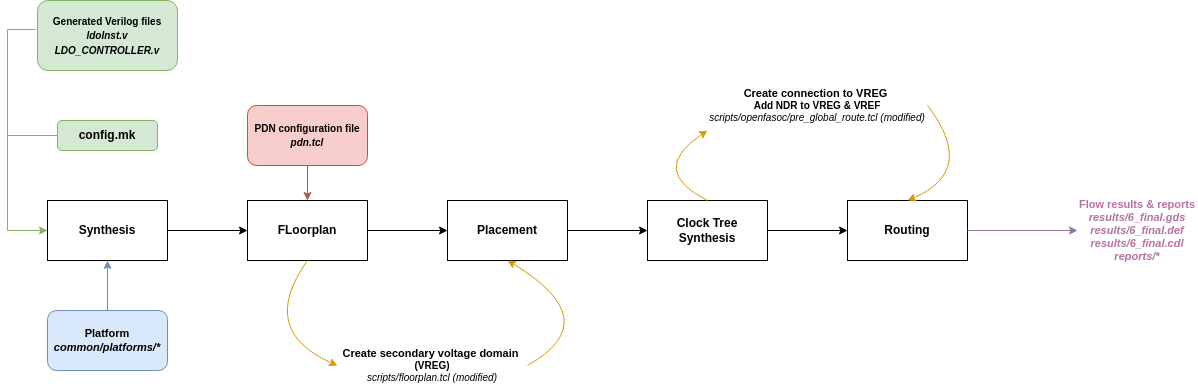 Generated Verilog files
ldoInst.v
LDO_CONTROLLER.v
config.mk
PDN configuration file
pdn.tcl
Create connection to VREG
Add NDR to VREG & VREF
scripts/openfasoc/pre_global_route.tcl (modified)
Synthesis
FLoorplan
Placement
Clock Tree
Synthesis
Routing
Flow results & reports
results/6_final.gds
results/6_final.def
results/6_final.cdl
reports/*
Platform
common/platforms/*
Create secondary voltage domain
(VREG)
scripts/floorplan.tcl (modified)